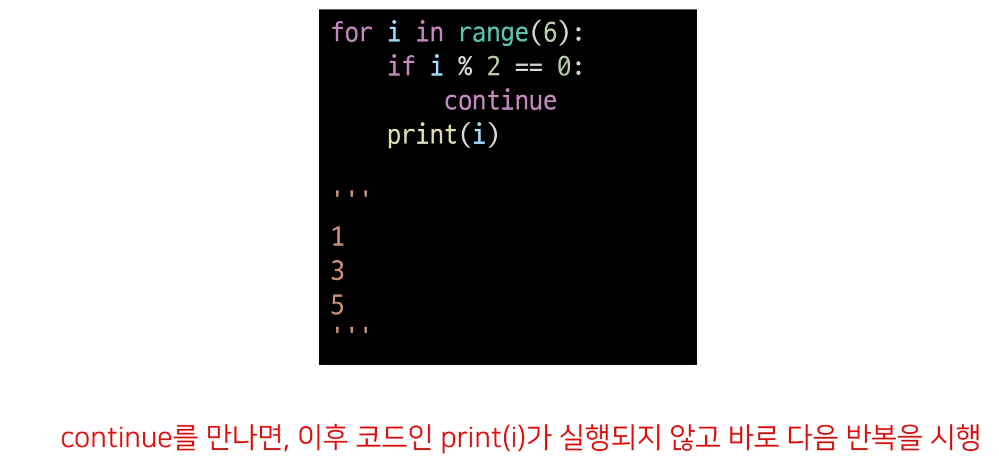 for i in range(6):
    if i % 2 == 0:
        continue
    print(i)
'''
1
3
5
'''
continue를 만나면, 이후 코드인 print(i)가 실행되지 않고 바로 다음 반복을 시행